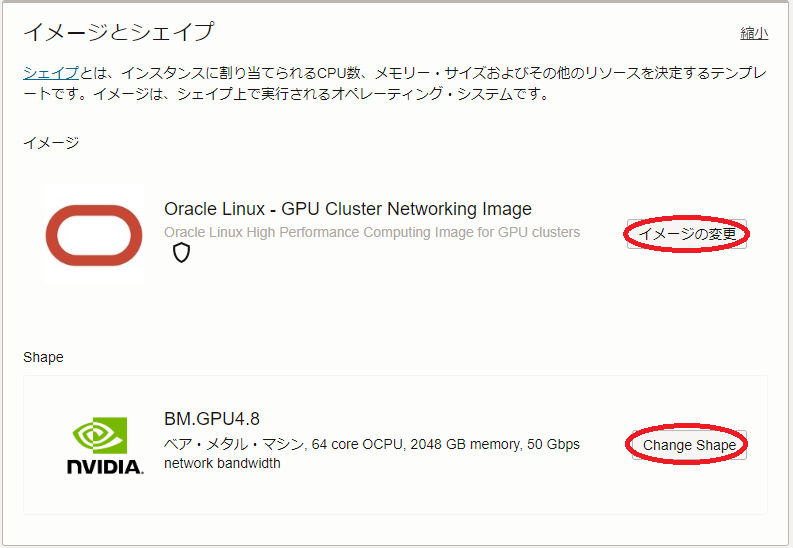 イメージとシェイプ
縮小
シェイプとは、インスタンスに割り当てられるCPU数、メモリー・サイズおよびその他のリソースを決定するテンプレ
ートです。イメージは、シェイプ上で実行されるオペレーティング・システムです。
イメージ
Oracle Linux - GPU Cluster Networking Image
Oracle Linux High Performance Computing Image for GPU clusters
イメージの変更
Shape
NVIDIA.
BM.GPU4.8
ベア・メタル・マシン, 64 core OCPU, 2048 GB memory, 50 Gbps
network bandwidth
Change Shape